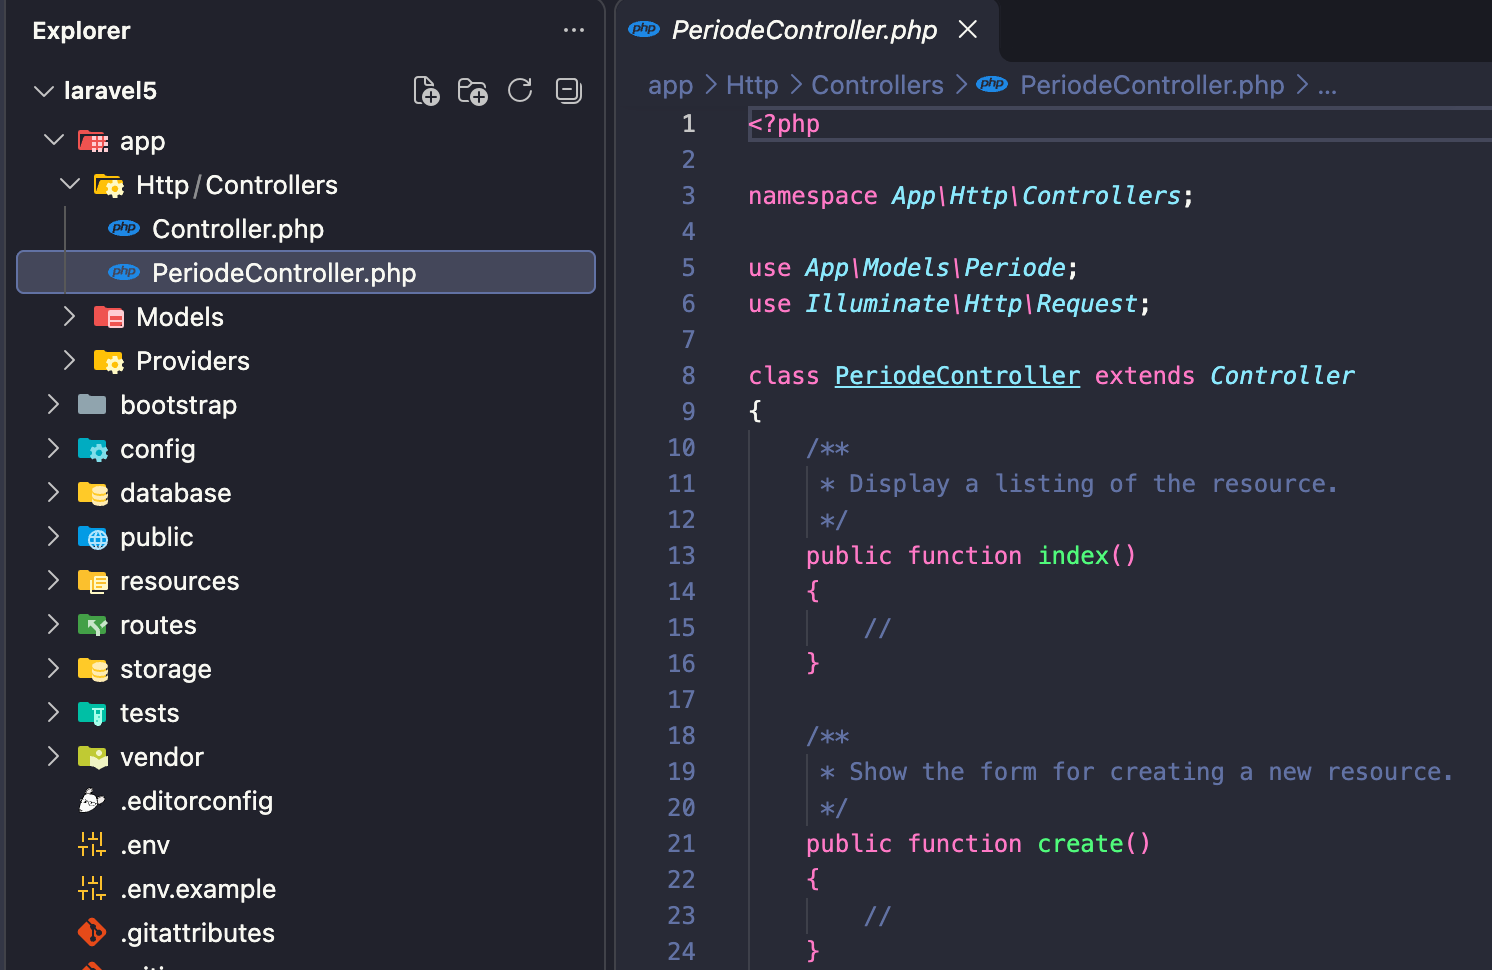 Explorer
laravel5
app
Http/Controllers
php Controller.php
php PeriodeController.php
Models
Providers
bootstrap
config
database
public
resources
routes
storage
tests
vendor
.editorconfig
.env
.env.example
.gitattributes
php PeriodeController.php
app > Http > Controllers > php PeriodeController.php > ...
1 <?php
2
3 namespace App\Http\Controllers;
4
5 use App\Models\Periode;
6 use Illuminate\Http\Request;
7
8 class PeriodeController extends Controller
9 {
10 /**
11 * Display a listing of the resource.
12 */
13 public function index()
14 {
15 //
16 }
17
18 /**
19 * Show the form for creating a new resource.
20 */
21 public function create()
22 {
23 //
24 }